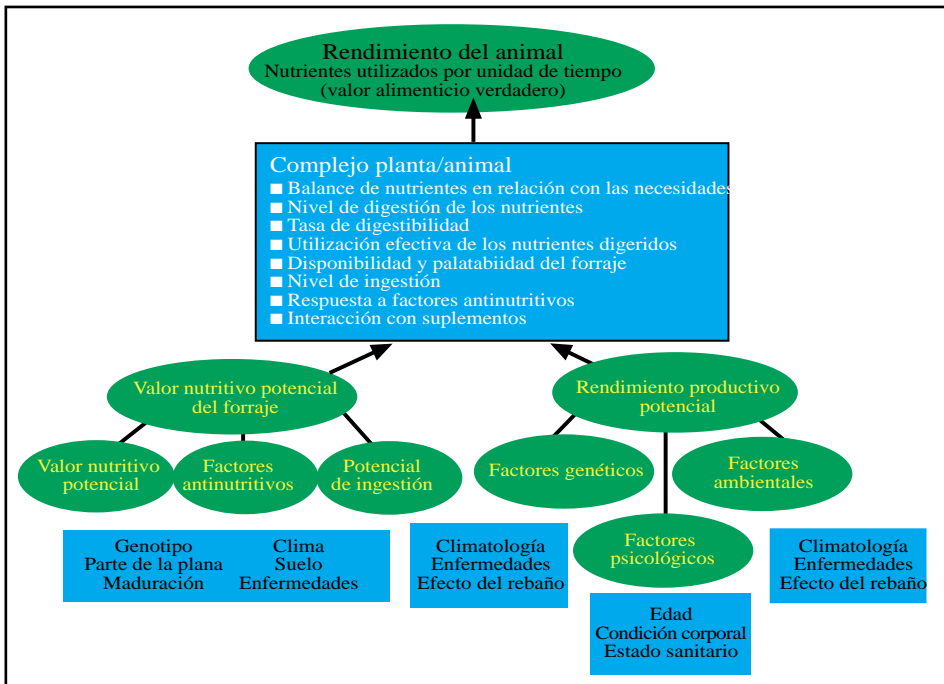 Rendimiento del animal
Nutrientes utilizados por unidad de tiempo
(valor alimenticio verdadero)
Complejo planta/animal
■ Balance de nutrientes en relación con las necesidades
■ Nivel de digestión de los nutrientes
■ Tasa de digestibilidad
■ Utilización efectiva de los nutrientes digeridos
■ Disponibilidad y palatabiidad del forraje
■ Nivel de ingestión
■ Respuesta a factores antinutritivos
■ Interacción con suplementos
Valor nutritivo potencial
del forraje
Rendimiento productivo
potencial
Valor nutritivo
potencial
Factores
antinutritivos
Potencial
de ingestión
Factores genéticos
Factores
psicológicos
Factores
ambientales
Genotipo
Parte de la plana
Maduración
Clima
Suelo
Enfermedades
Climatología
Enfermedades
Efecto del rebaño
Edad
Condición corporal
Estado sanitario
Climatología
Enfermedades
Efecto del rebaño